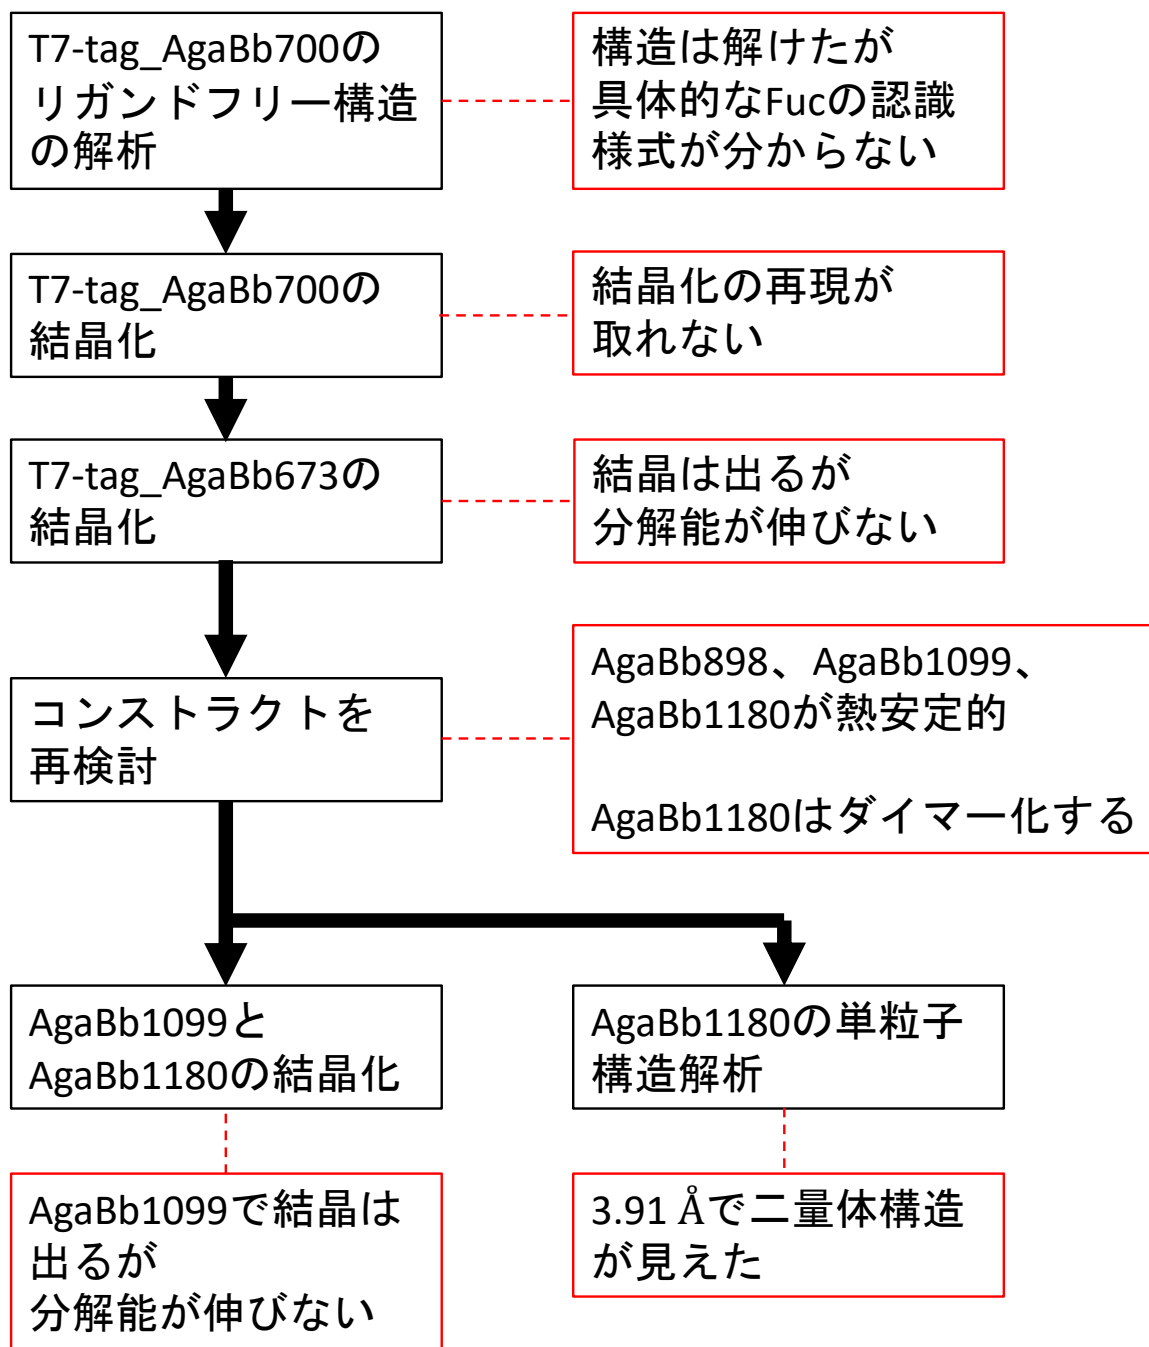 T7-tag_AgaBb700の
リガンドフリー構造
の解析
構造は解けたが
具体的なFucの認識
様式が分からない
T7-tag_AgaBb700の
結晶化
結晶化の再現が
取れない
T7-tag_AgaBb673の
結晶化
結晶は出るが
分解能が伸びない
コンストラクトを
再検討
AgaBb898、AgaBb1099、
AgaBb1180が熱安定的
AgaBb1180はダイマー化する
AgaBb1099と
AgaBb1180の結晶化
AgaBb1180の単粒子
構造解析
AgaBb1099で結晶は
出るが
分解能が伸びない
3.91 Åで二量体構造
が見えた